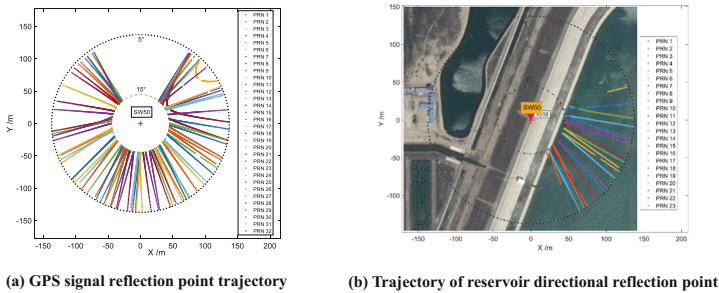 (a)
150
100
50
0
-50
-100
-150
Y /m
-150
-100
-50
0
50
100
150
200
X /m
5°
15°
SW50
PRN 1
PRN 2
PRN 3
PRN 4
PRN 5
PRN 6
PRN 7
PRN 8
PRN 9
PRN 10
PRN 11
PRN 12
PRN 13
PRN 14
PRN 15
PRN 16
PRN 17
PRN 18
PRN 19
PRN 20
PRN 21
PRN 22
PRN 23
PRN 24
PRN 25
PRN 26
PRN 27
PRN 28
PRN 29
PRN 30
PRN 31
PRN 32
(a) GPS signal reflection point trajectory
(b)
150
100
50
0
-50
-100
-150
Y /m
-150
-100
-50
0
50
100
150
200
X /m
SW50
PRN 1
PRN 2
PRN 3
PRN 4
PRN 5
PRN 6
PRN 7
PRN 8
PRN 9
PRN 10
PRN 11
PRN 12
PRN 13
PRN 14
PRN 15
PRN 16
PRN 17
PRN 18
PRN 19
PRN 20
PRN 21
PRN 22
PRN 23
(b) Trajectory of reservoir directional reflection point